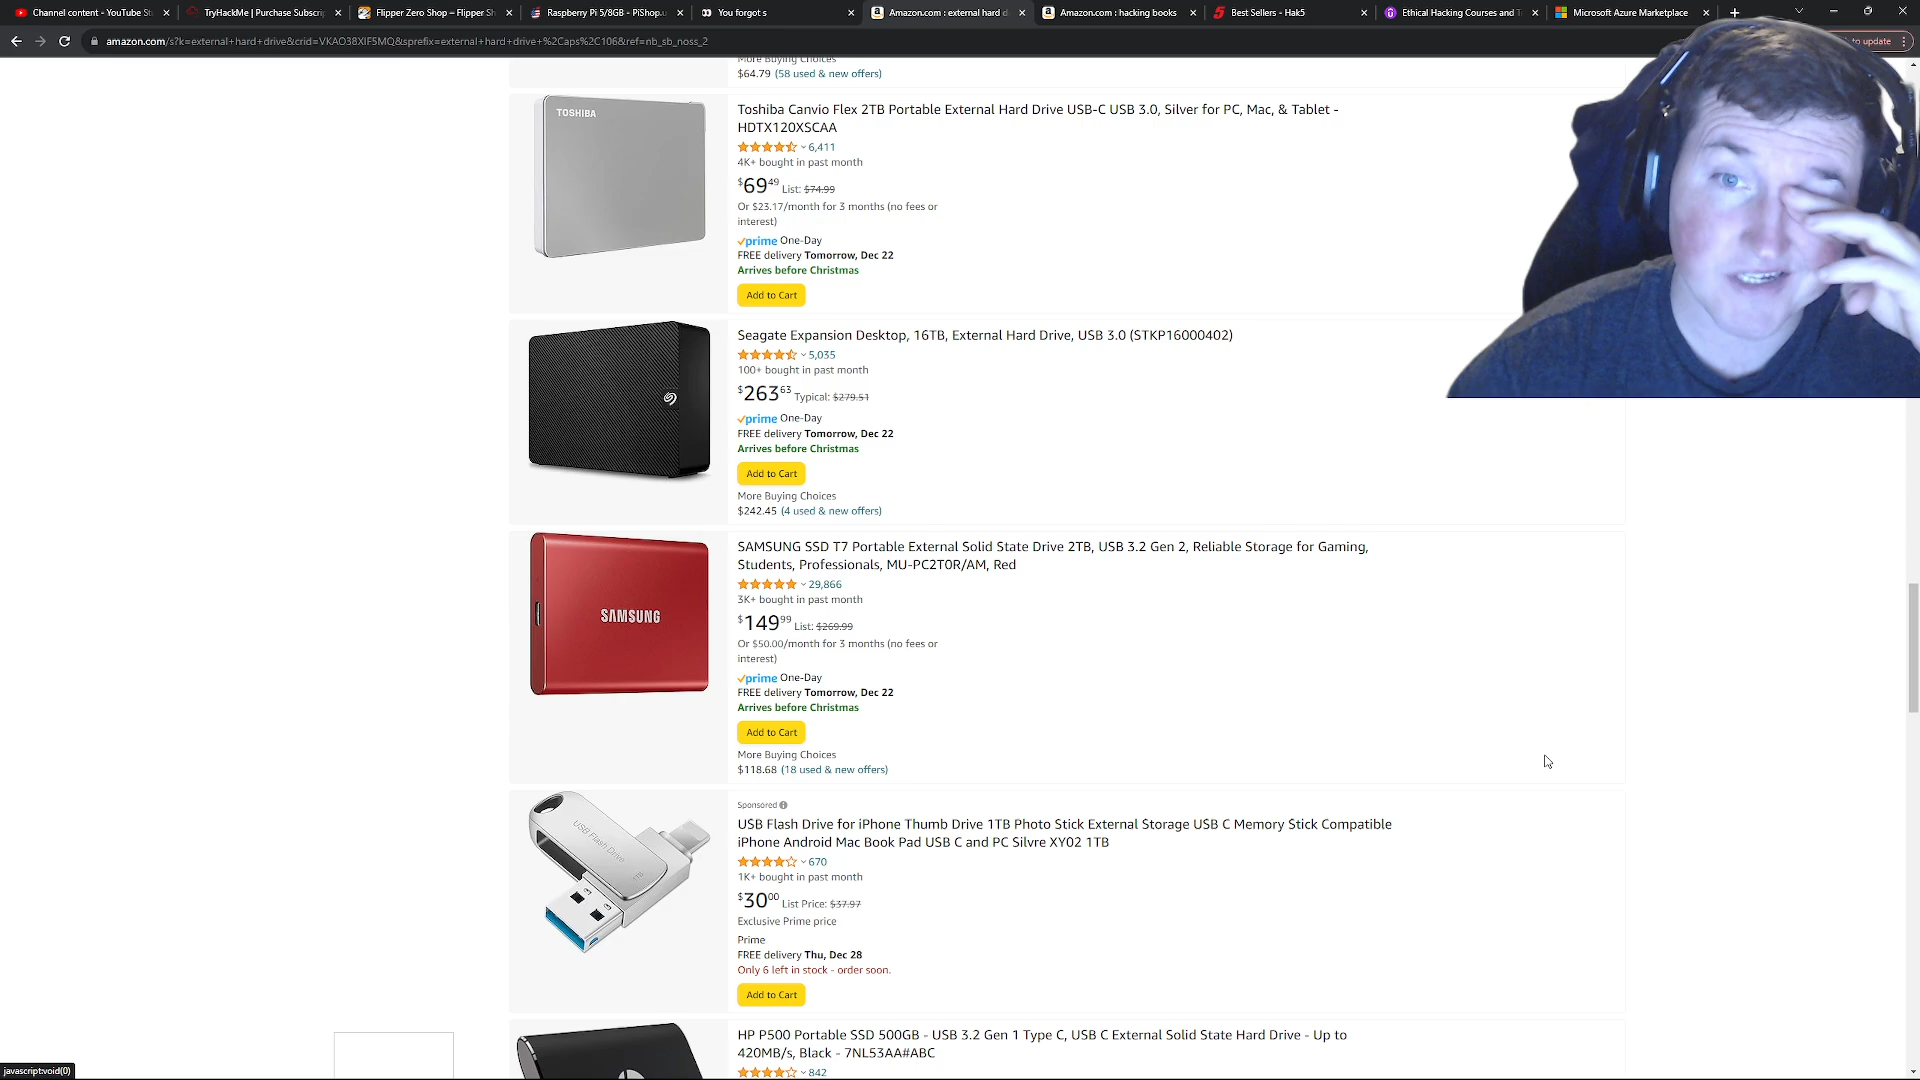 Channel content - YouTube St
TryHackMe | Purchase Subscrip
Flipper Zero Shop – Flipper Sh
Raspberry Pi 5/8GB - PiShop.u
You forgot s
Amazon.com : external hard d
Amazon.com : hacking books
Best Sellers - Hak5
Ethical Hacking Courses and T
Microsoft Azure Marketplace
amazon.com/s?k=external+hard+drive&crid=VKAO38XIF5MQ&sprefix=external+hard+drive+%2Caps%2C106&ref=nb_sb_noss_2
to update
More Buying Choices
$64.79 (58 used & new offers)
TOSHIBA
Toshiba Canvio Flex 2TB Portable External Hard Drive USB-C USB 3.0, Silver for PC, Mac, & Tablet -
HDTX120XSCAA
6,411
4K+ bought in past month
$69.49 List: $74.99
Or $23.17/month for 3 months (no fees or
interest)
prime One-Day
FREE delivery Tomorrow, Dec 22
Arrives before Christmas
Add to Cart
Seagate Expansion Desktop, 16TB, External Hard Drive, USB 3.0 (STKP16000402)
5,035
100+ bought in past month
$263.63 Typical: $279.51
prime One-Day
FREE delivery Tomorrow, Dec 22
Arrives before Christmas
Add to Cart
More Buying Choices
$242.45 (4 used & new offers)
SAMSUNG
SAMSUNG SSD T7 Portable External Solid State Drive 2TB, USB 3.2 Gen 2, Reliable Storage for Gaming,
Students, Professionals, MU-PC2T0R/AM, Red
29,866
3K+ bought in past month
$149.99 List: $269.99
Or $50.00/month for 3 months (no fees or
interest)
prime One-Day
FREE delivery Tomorrow, Dec 22
Arrives before Christmas
Add to Cart
More Buying Choices
$118.68 (18 used & new offers)
USB Flash Drive
1TB
Sponsored
USB Flash Drive for iPhone Thumb Drive 1TB Photo Stick External Storage USB C Memory Stick Compatible
iPhone Android Mac Book Pad USB C and PC Silvre XY02 1TB
670
1K+ bought in past month
$30.00 List Price: $37.97
Exclusive Prime price
Prime
FREE delivery Thu, Dec 28
Only 6 left in stock - order soon.
Add to Cart
HP P500 Portable SSD 500GB - USB 3.2 Gen 1 Type C, USB C External Solid State Hard Drive - Up to
420MB/s, Black - 7NL53AA#ABC
842
javascript:void(0)